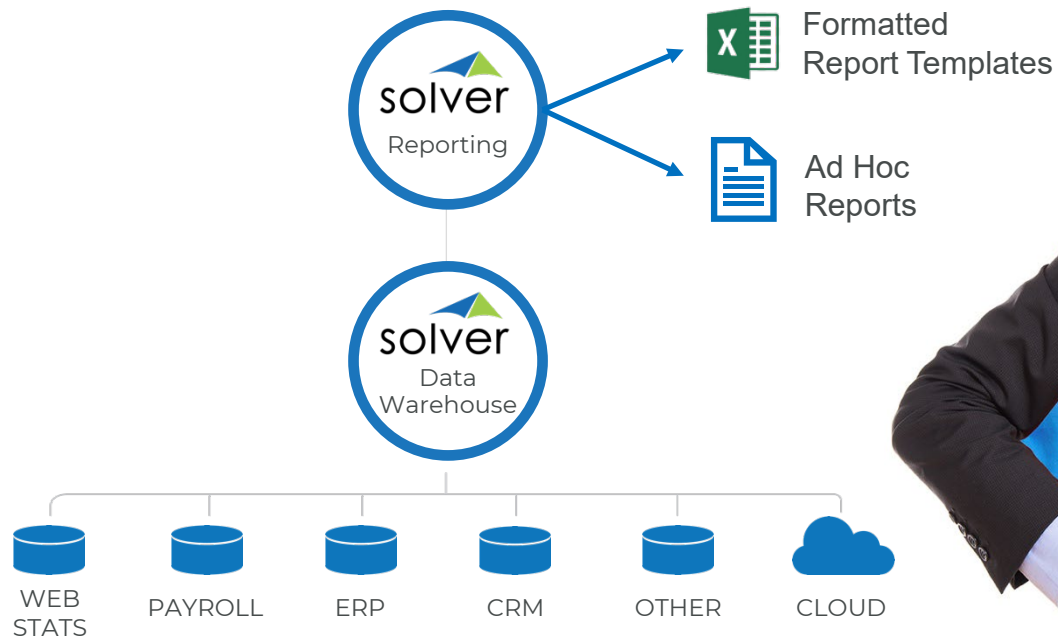 solver
Reporting
X
Formatted
Report Templates
Ad Hoc
Reports
solver
Data
Warehouse
WEB
STATS
PAYROLL
ERP
CRM
OTHER
CLOUD